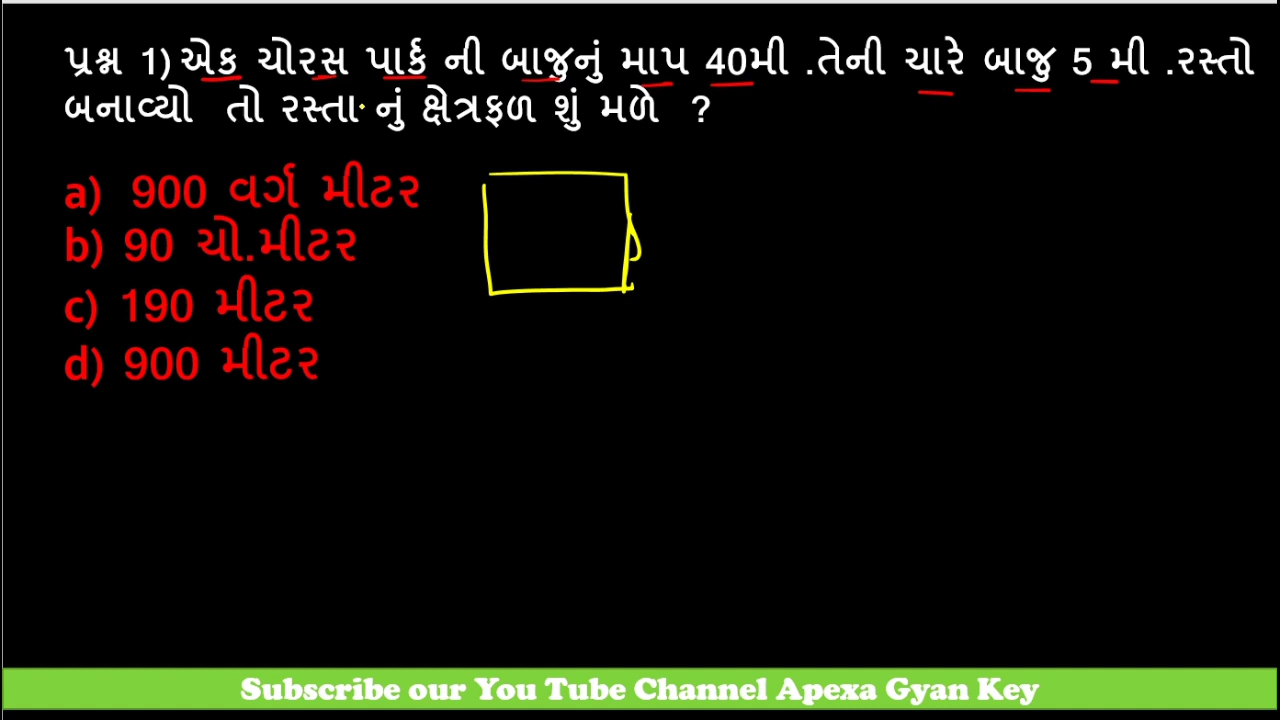 પ્રશ્ન 1)એક ચોરસ પાર્ક ની બાજુનું માપ 40મી .તેની ચારે બાજુ 5 મી .રસ્તો
બનાવ્યો તો રસ્તા નું ક્ષેત્રફળ શું મળે ?
a) 900 વર્ગ મીટર
b) 90 ચો.મીટર
c) 190 મીટર
d) 900 મીટર
Subscribe our You Tube Channel Apexa Gyan Key